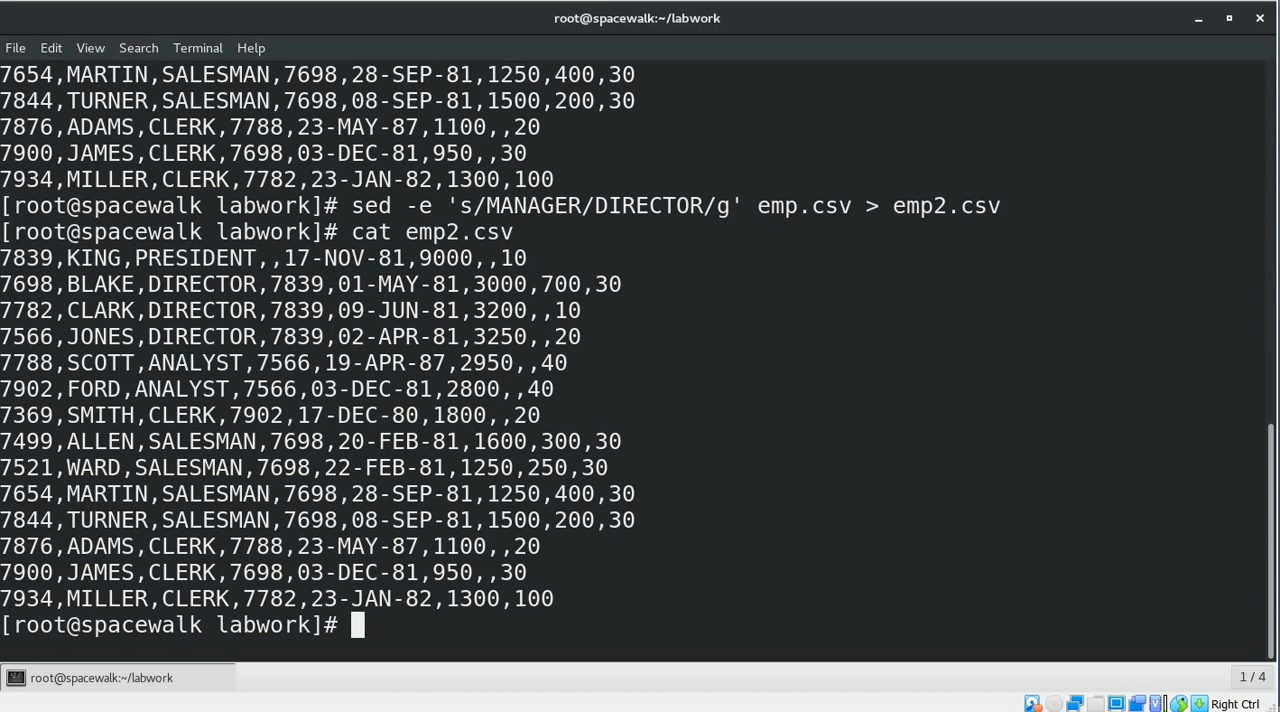 root@spacewalk:~/labwork
File Edit View Search Terminal Help
7654,MARTIN,SALESMAN,7698,28-SEP-81,1250,400,30
7844,TURNER,SALESMAN,7698,08-SEP-81,1500,200,30
7876,ADAMS,CLERK,7788,23-MAY-87,1100,,20
7900,JAMES,CLERK,7698,03-DEC-81,950,,30
7934,MILLER,CLERK,7782,23-JAN-82,1300,100
[root@spacewalk labwork]# sed -e 's/MANAGER/DIRECTOR/g' emp.csv > emp2.csv
[root@spacewalk labwork]# cat emp2.csv
7839,KING,PRESIDENT,,17-NOV-81,9000,,10
7698,BLAKE,DIRECTOR,7839,01-MAY-81,3000,700,30
7782,CLARK,DIRECTOR,7839,09-JUN-81,3200,,10
7566,JONES,DIRECTOR,7839,02-APR-81,3250,,20
7788,SCOTT,ANALYST,7566,19-APR-87,2950,,40
7902,FORD,ANALYST,7566,03-DEC-81,2800,,40
7369,SMITH,CLERK,7902,17-DEC-80,1800,,20
7499,ALLEN,SALESMAN,7698,20-FEB-81,1600,300,30
7521,WARD,SALESMAN,7698,22-FEB-81,1250,250,30
7654,MARTIN,SALESMAN,7698,28-SEP-81,1250,400,30
7844,TURNER,SALESMAN,7698,08-SEP-81,1500,200,30
7876,ADAMS,CLERK,7788,23-MAY-87,1100,,20
7900,JAMES,CLERK,7698,03-DEC-81,950,,30
7934,MILLER,CLERK,7782,23-JAN-82,1300,100
[root@spacewalk labwork]#
root@spacewalk:~/labwork
1 / 4
Right Ctrl